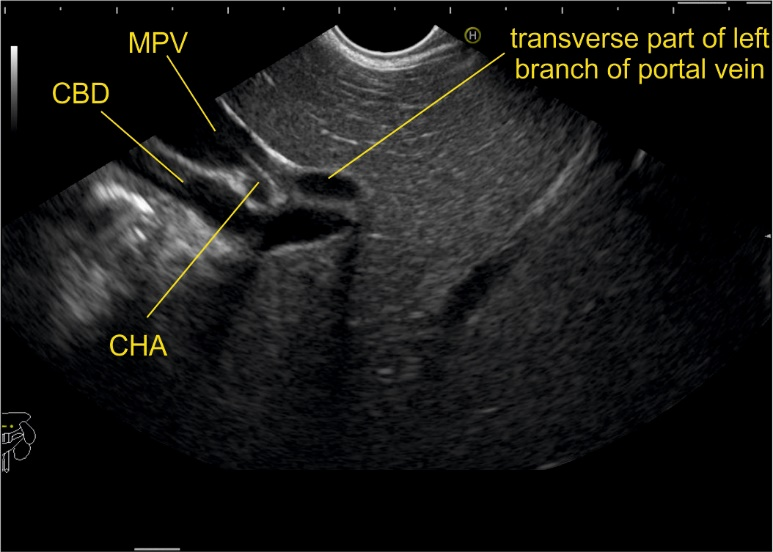 MPV
CBD
H
transverse part of left
branch of portal vein
CHA